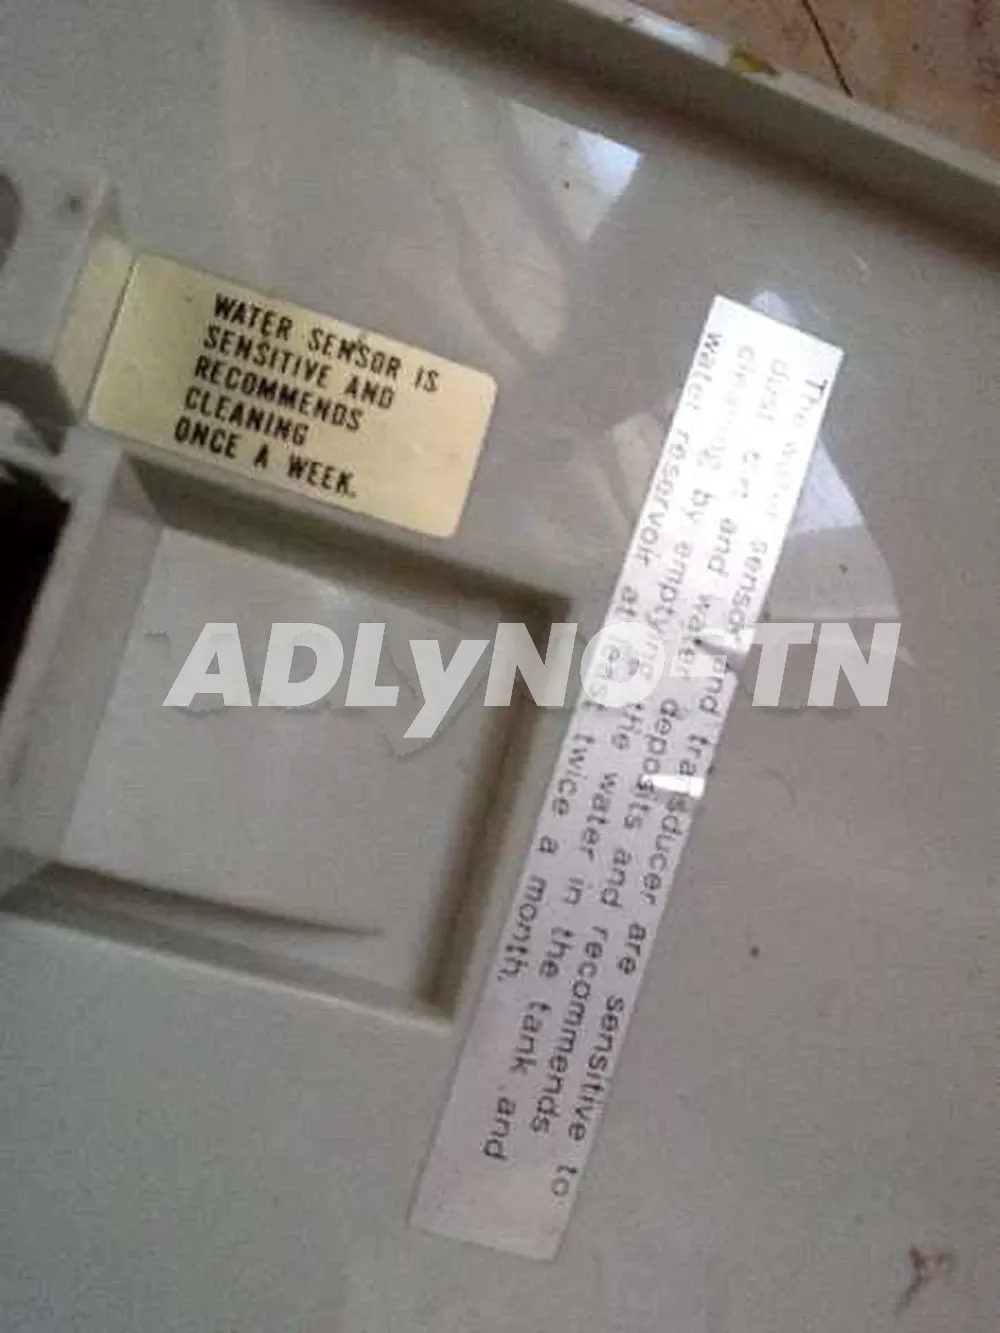 WATER SENSOR IS
SENSITIVE AND
RECOMMENDS
CLEANING
ONCE A WEEK.
The water sensor and transducer are sensitive to
dust, and water deposits and recommends
cleaning by emptying the water in the tank and
water reservoir at least twice a month.
ADLyNO-TN